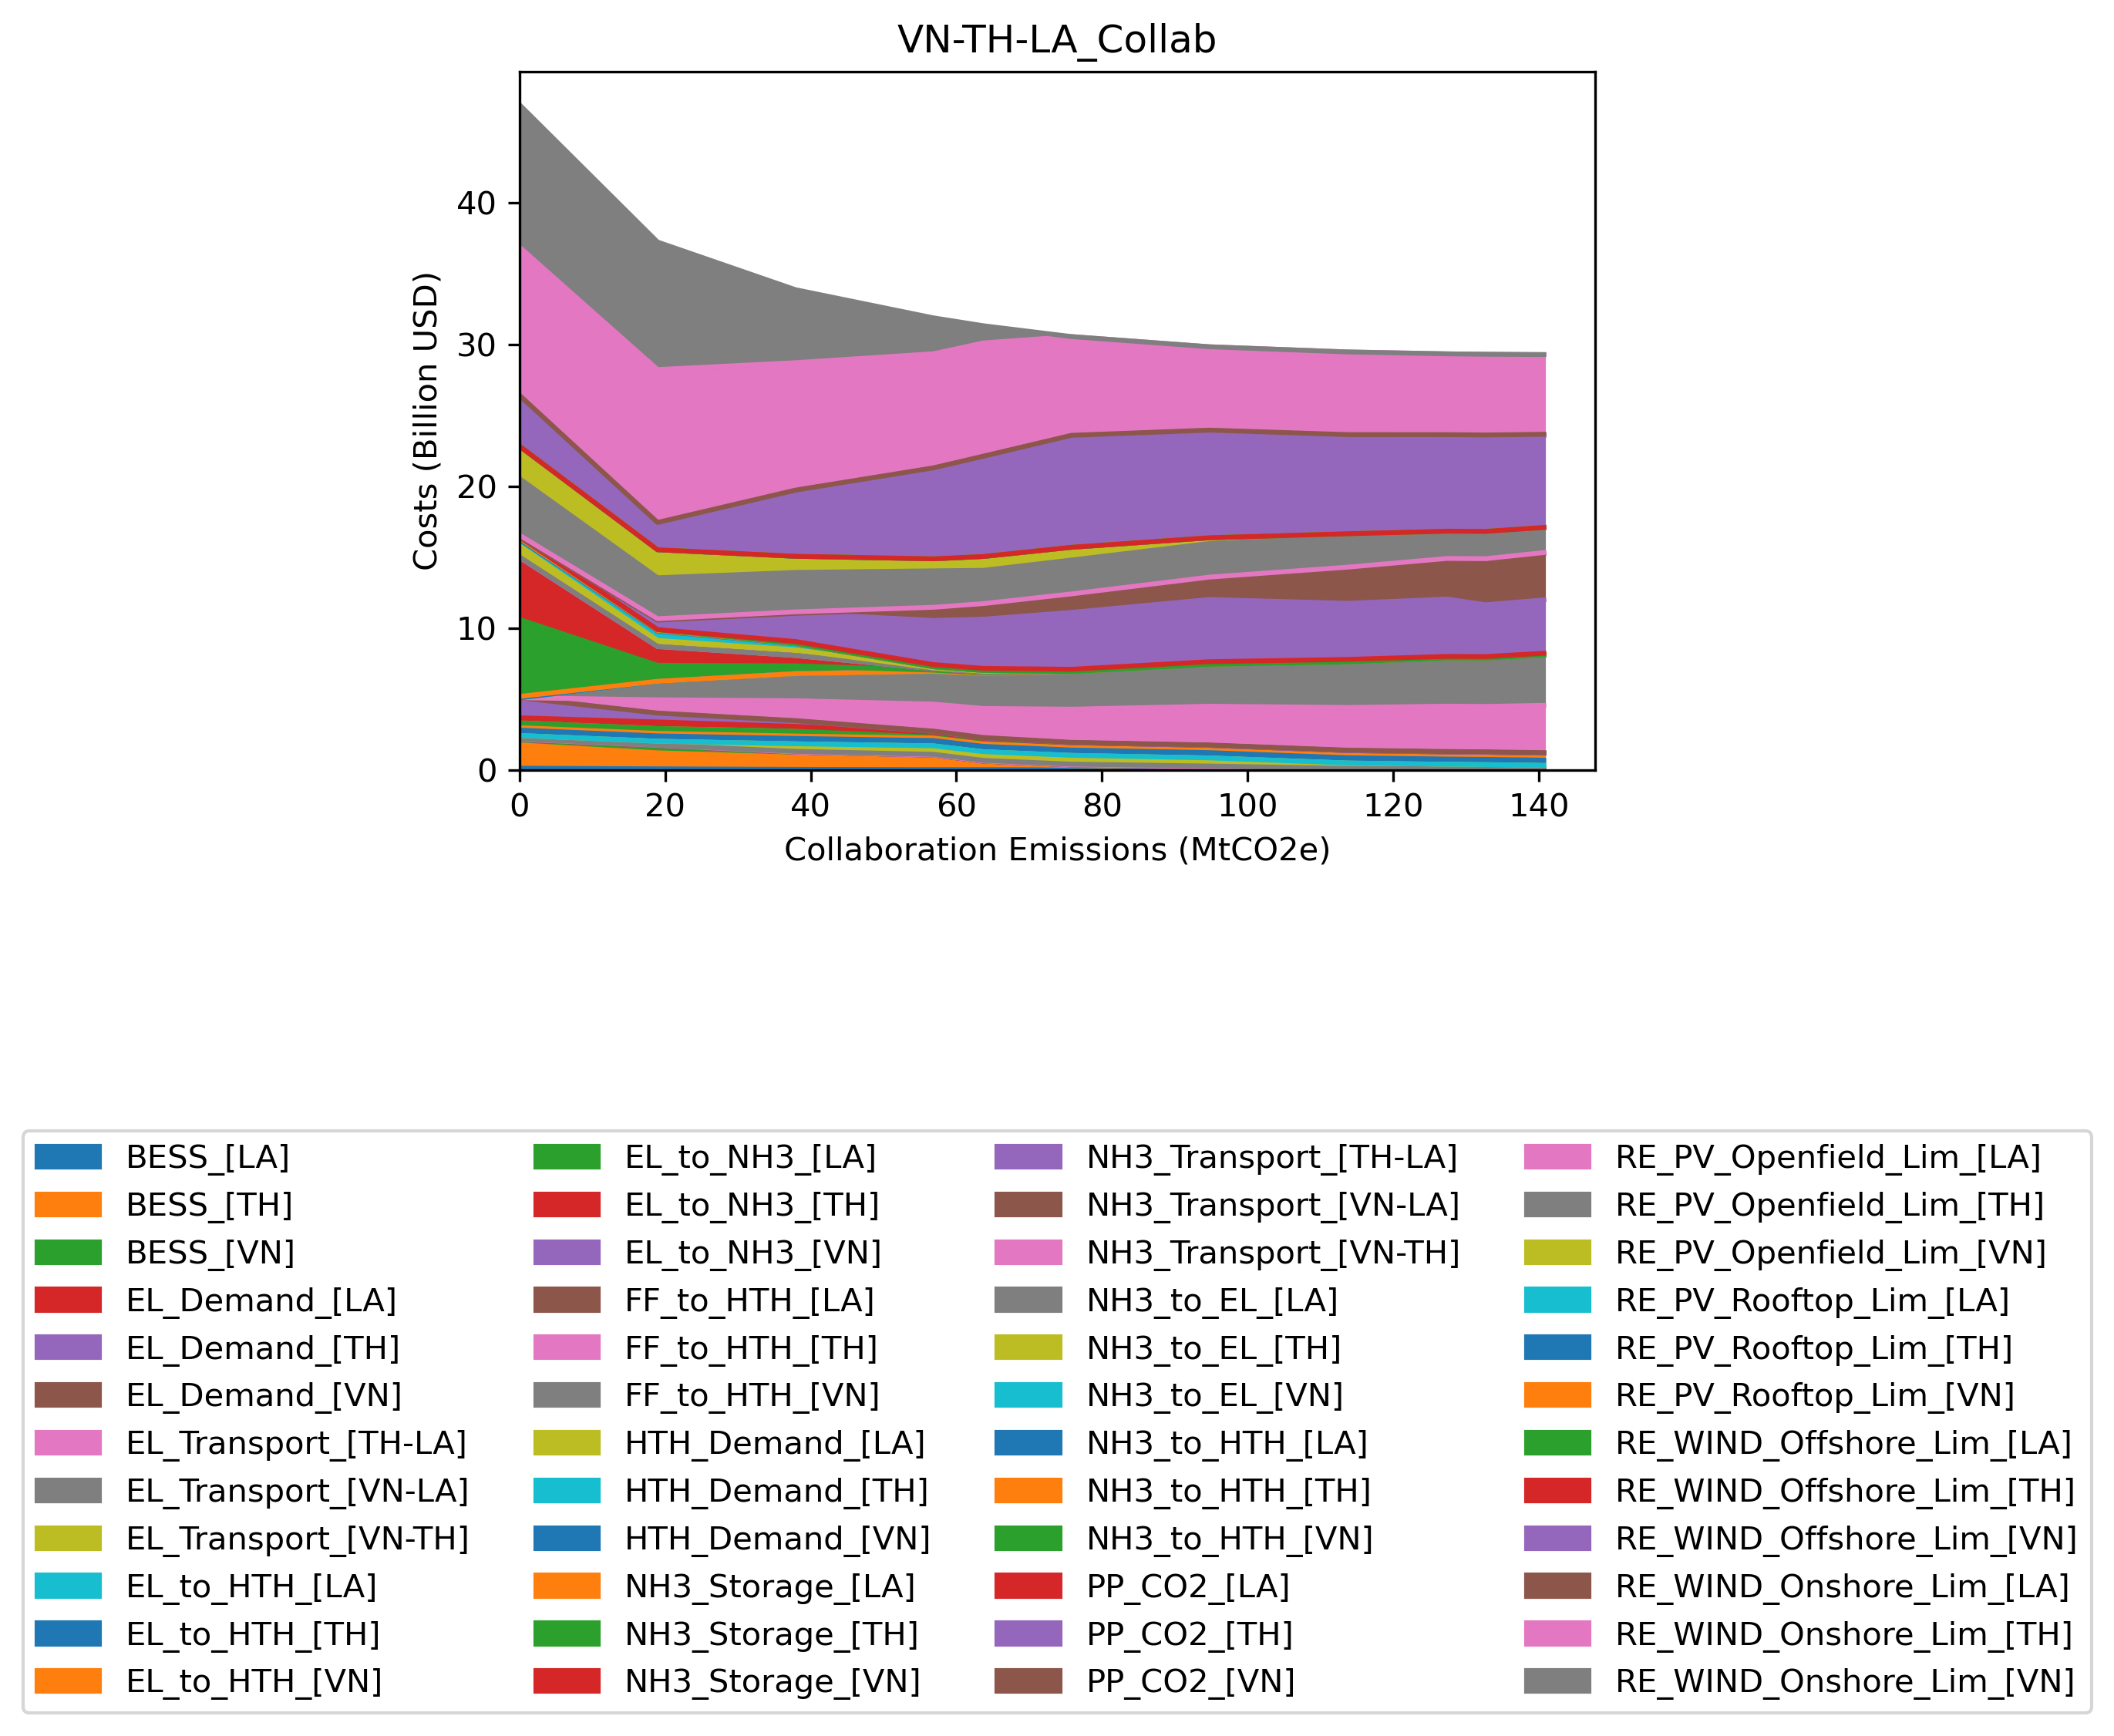 VN-TH-LA_Collab
Costs (Billion USD)
40
30
20
10
0
0 20 40 60 80 100 120 140
Collaboration Emissions (MtCO2e)
BESS_[LA]
BESS_[TH]
BESS_[VN]
EL_Demand_[LA]
EL_Demand_[TH]
EL_Demand_[VN]
EL_Transport_[TH-LA]
EL_Transport_[VN-LA]
EL_Transport_[VN-TH]
EL_to_HTH_[LA]
EL_to_HTH_[TH]
EL_to_HTH_[VN]
EL_to_NH3_[LA]
EL_to_NH3_[TH]
EL_to_NH3_[VN]
FF_to_HTH_[LA]
FF_to_HTH_[TH]
FF_to_HTH_[VN]
HTH_Demand_[LA]
HTH_Demand_[TH]
HTH_Demand_[VN]
NH3_Storage_[LA]
NH3_Storage_[TH]
NH3_Storage_[VN]
NH3_Transport_[TH-LA]
NH3_Transport_[VN-LA]
NH3_Transport_[VN-TH]
NH3_to_EL_[LA]
NH3_to_EL_[TH]
NH3_to_EL_[VN]
NH3_to_HTH_[LA]
NH3_to_HTH_[TH]
NH3_to_HTH_[VN]
PP_CO2_[LA]
PP_CO2_[TH]
PP_CO2_[VN]
RE_PV_Openfield_Lim_[LA]
RE_PV_Openfield_Lim_[TH]
RE_PV_Openfield_Lim_[VN]
RE_PV_Rooftop_Lim_[LA]
RE_PV_Rooftop_Lim_[TH]
RE_PV_Rooftop_Lim_[VN]
RE_WIND_Offshore_Lim_[LA]
RE_WIND_Offshore_Lim_[TH]
RE_WIND_Offshore_Lim_[VN]
RE_WIND_Onshore_Lim_[LA]
RE_WIND_Onshore_Lim_[TH]
RE_WIND_Onshore_Lim_[VN]